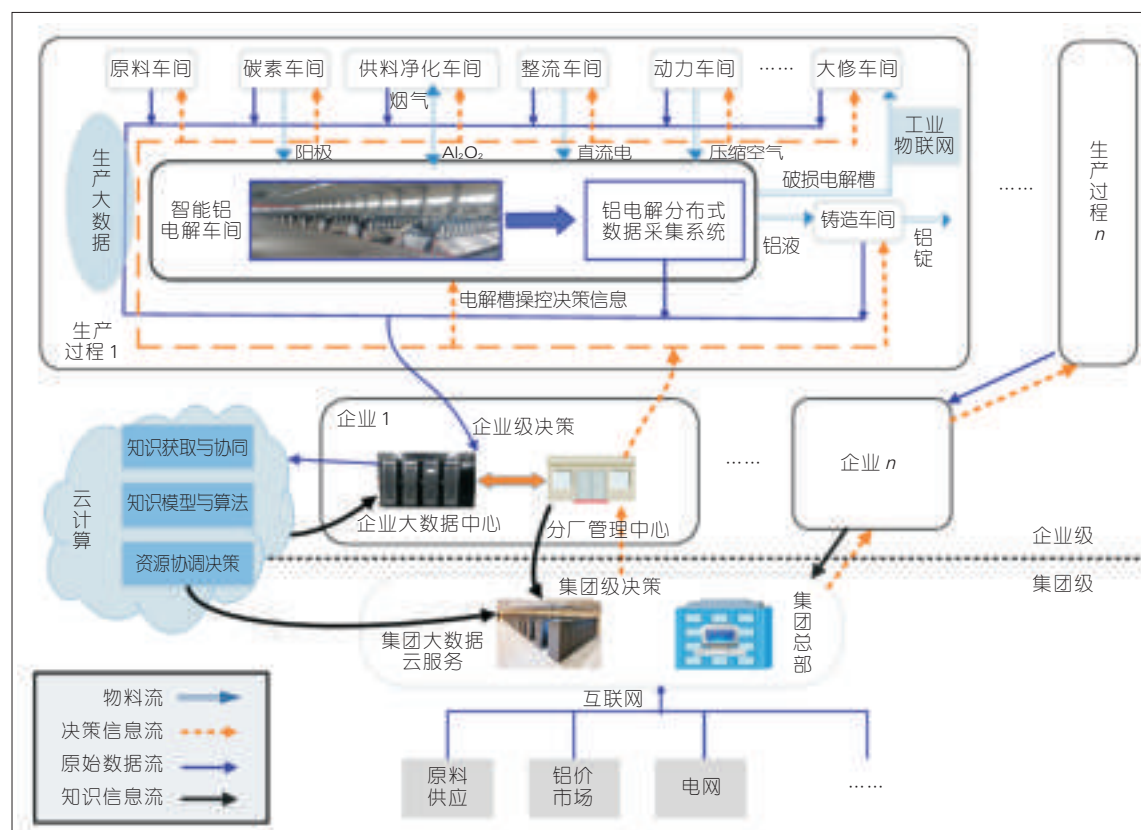 原料车间
碳素车间
供料净化车间
整流车间
动力车间
……
大修车间
烟气
工业
物联网
阳极
Al₂O₂
直流电
压缩空气
生产大数据
智能铝
电解车间
铝电解分布式
数据采集系统
破损电解槽
铝液
铸造车间
铝锭
电解槽操控决策信息
生产
过程 1
……
生产过程n
企业 1
企业级决策
企业大数据中心
分厂管理中心
……
企业 n
云计算
知识获取与协同
知识模型与算法
资源协调决策
企业级
集团级
集团级决策
集团大数据
云服务
集团总部
互联网
原料
供应
铝价
市场
电网
……
物料流
决策信息流
原始数据流
知识信息流